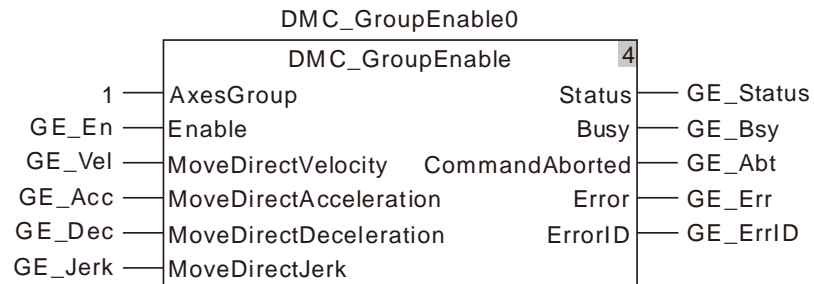 DMC_GroupEnable0
DMC_GroupEnable 4
1 AxesGroup Status GE_Status
GE_En Enable Busy GE_Bsy
GE_Vel MoveDirectVelocity CommandAborted GE_Abt
GE_Acc MoveDirectAcceleration Error GE_Err
GE_Dec MoveDirectDeceleration ErrorID GE_ErrID
GE_Jerk MoveDirectJerk